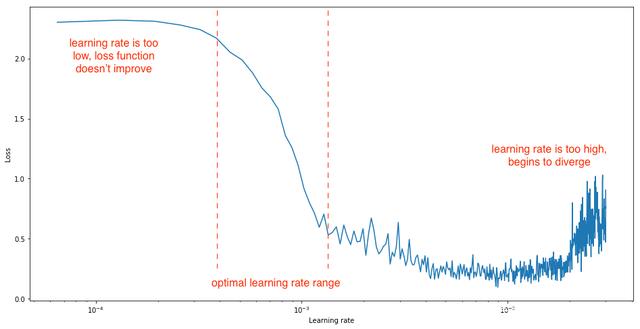 learning rate is too
low, loss function
doesn't improve
learning rate is too high,
begins to diverge
optimal learning rate range
Loss
2.0
1.5
1.0
0.5
0.0
10⁻⁴
10⁻³
10⁻²
Learning rate